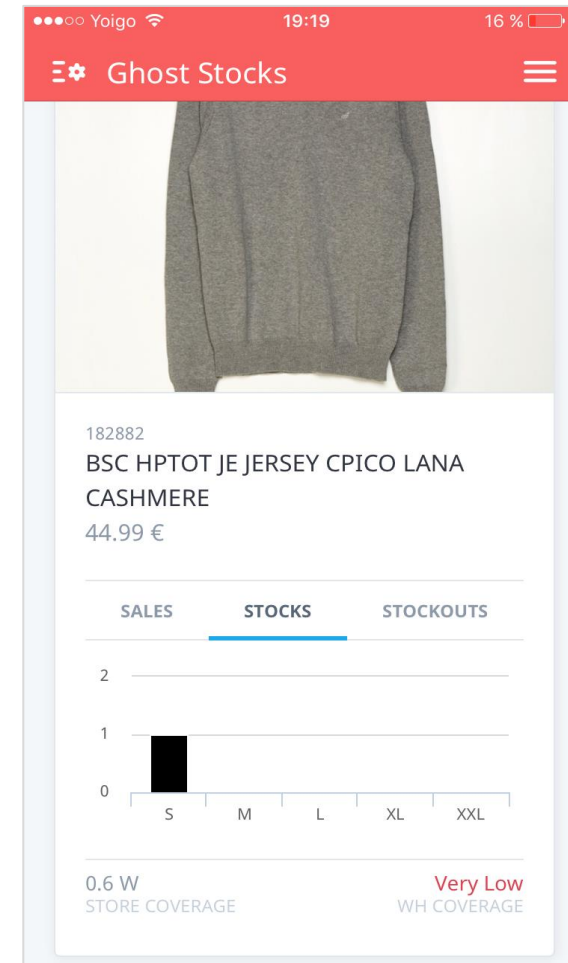 Yoigo 19:19 16 %
Ghost Stocks
182882
BSC HPTOT JE JERSEY CPICO LANA
CASHMERE
44.99 €
SALES STOCKS STOCKOUTS
2
1
0
S M L XL XXL
0.6 W Very Low
STORE COVERAGE WH COVERAGE